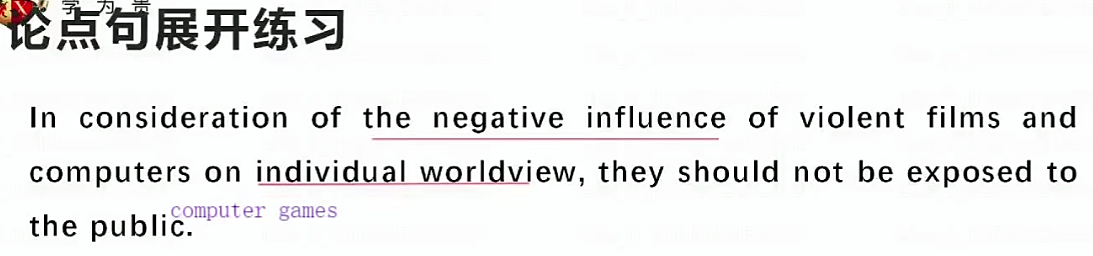 X 学为贵
论点句展开练习
In consideration of the negative influence of violent films and
computers on individual worldview, they should not be exposed to
computer games
the public.